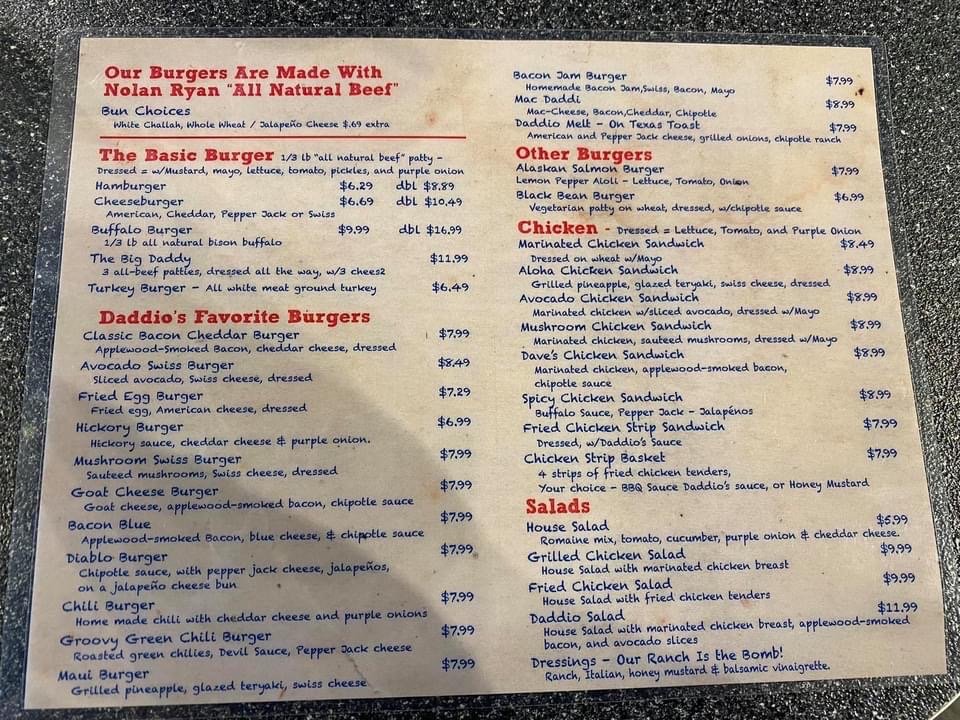 Our Burgers Are Made With
Nolan Ryan "All Natural Beef"
Bun Choices
White Challah, Whole Wheat / Jalapeño Cheese $.69 extra
The Basic Burger 1/3 lb "all natural beef" patty -
Dressed = w/Mustard, mayo, lettuce, tomato, pickles, and purple onion
Hamburger $6.29 dbl $8.89
Cheeseburger $6.69 dbl $10.49
American, Cheddar, Pepper Jack or Swiss
Buffalo Burger $9.99 dbl $16.99
1/3 lb all natural bison buffalo
The Big Daddy $11.99
3 all-beef patties, dressed all the way, w/3 chees2
Turkey Burger - All white meat ground turkey $6.49
Daddio's Favorite Burgers
Classic Bacon Cheddar Burger $7.99
Applewood-Smoked Bacon, cheddar cheese, dressed
Avocado Swiss Burger $8.49
Sliced avocado, Swiss cheese, dressed
Fried Egg Burger $7.29
Fried egg, American cheese, dressed
Hickory Burger $6.99
Hickory sauce, cheddar cheese & purple onion.
Mushroom Swiss Burger $7.99
Sauteed mushrooms, Swiss cheese, dressed
Goat Cheese Burger $7.99
Goat cheese, applewood-smoked bacon, chipotle sauce
Bacon Blue $7.99
Applewood-smoked Bacon, blue cheese, & chipotle sauce
Diablo Burger $7.99
Chipotle sauce, with pepper jack cheese, jalapeños,
on a jalapeño cheese bun
Chili Burger $7.99
Home made chili with cheddar cheese and purple onions
Groovy Green Chili Burger $7.99
Roasted green chilies, Devil Sauce, Pepper Jack cheese
Maui Burger $7.99
Grilled pineapple, glazed teryaki, swiss cheese
Bacon Jam Burger $7.99
Homemade Bacon Jam,Swiss, Bacon, Mayo
Mac Daddi $8.99
Mac-Cheese, Bacon,Cheddar, Chipotle
Daddio Melt - On Texas Toast $7.99
American and Pepper Jack cheese, grilled onions, chipotle ranch
Other Burgers
Alaskan Salmon Burger $7.99
Lemon Pepper Aioli - Lettuce, Tomato, Onion
Black Bean Burger $6.99
Vegetarian patty on wheat, dressed, w/chipotle sauce
Chicken - Dressed = Lettuce, Tomato, and Purple Onion
Marinated Chicken Sandwich $8.49
Dressed on wheat w/Mayo
Aloha Chicken Sandwich $8.99
Grilled pineapple, glazed teryaki, swiss cheese, dressed
Avocado Chicken Sandwich $8.99
Marinated chicken w/sliced avocado, dressed w/Mayo
Mushroom Chicken Sandwich $8.99
Marinated chicken, sauteed mushrooms, dressed w/Mayo
Dave's Chicken Sandwich $8.99
Marinated chicken, applewood-smoked bacon,
chipotle sauce
Spicy Chicken Sandwich $8.99
Buffalo Sauce, Pepper Jack - Jalapénos
Fried Chicken Strip Sandwich $7.99
Dressed, w/Daddio's Sauce
Chicken Strip Basket $7.99
4 strips of fried chicken tenders,
Your choice - BBQ Sauce Daddio's sauce, or Honey Mustard
Salads
House Salad $5.99
Romaine mix, tomato, cucumber, purple onion & cheddar cheese.
Grilled Chicken Salad $9.99
House Salad with marinated chicken breast
Fried Chicken Salad $9.99
House Salad with fried chicken tenders
Daddio Salad $11.99
House Salad with marinated chicken breast, applewood-smoked
bacon, and avocado slices
Dressings - Our Ranch Is the Bomb!
Ranch, Italian, honey mustard & balsamic vinaigrette.